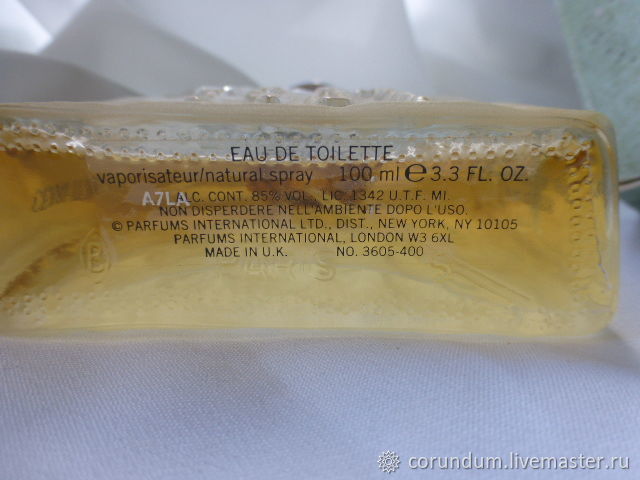 EAU DE TOILETTE
vaporisateur/natural spray 100 ml ℮ 3.3 FL. OZ.
A7LA
ALC. CONT. 85% VOL. LIC. 1342 U.T.F. MI.
NON DISPERDERE NELL'AMBIENTE DOPO L'USO.
© PARFUMS INTERNATIONAL LTD., DIST., NEW YORK, NY 10105
PARFUMS INTERNATIONAL, LONDON W3 6XL
MADE IN U.K. NO. 3605-400
corundum.livemaster.ru